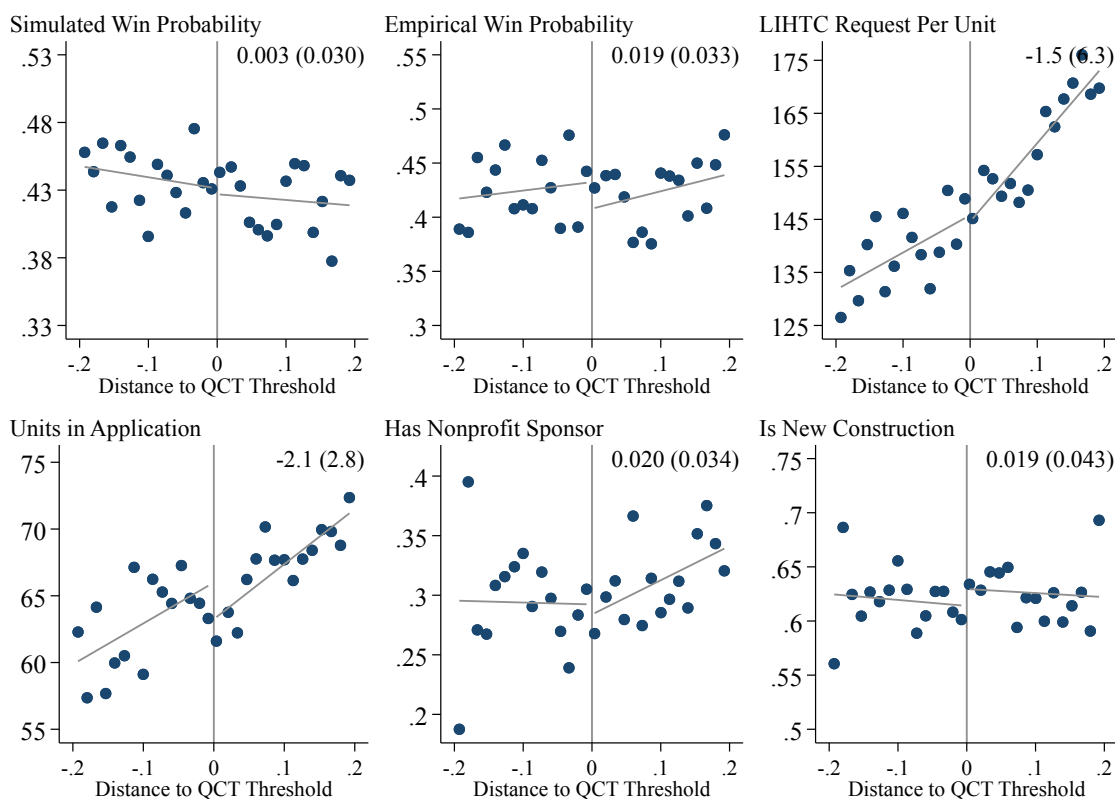 Simulated Win Probability
0.003 (0.030)
.53
.48
.43
.38
.33
-.2 -.1 0 .1 .2
Distance to QCT Threshold
Empirical Win Probability
0.019 (0.033)
.5
.45
.4
.35
.3
-.2 -.1 0 .1 .2
Distance to QCT Threshold
LIHTC Request Per Unit
-1.5 (6.3)
175
165
155
145
135
125
-.2 -.1 0 .1 .2
Distance to QCT Threshold
Units in Application
-2.1 (2.8)
75
70
65
60
55
-.2 -.1 0 .1 .2
Distance to QCT Threshold
Has Nonprofit Sponsor
0.020 (0.034)
.4
.35
.3
.25
.2
-.2 -.1 0 .1 .2
Distance to QCT Threshold
Is New Construction
0.019 (0.043)
.75
.7
.65
.6
.55
.5
-.2 -.1 0 .1 .2
Distance to QCT Threshold